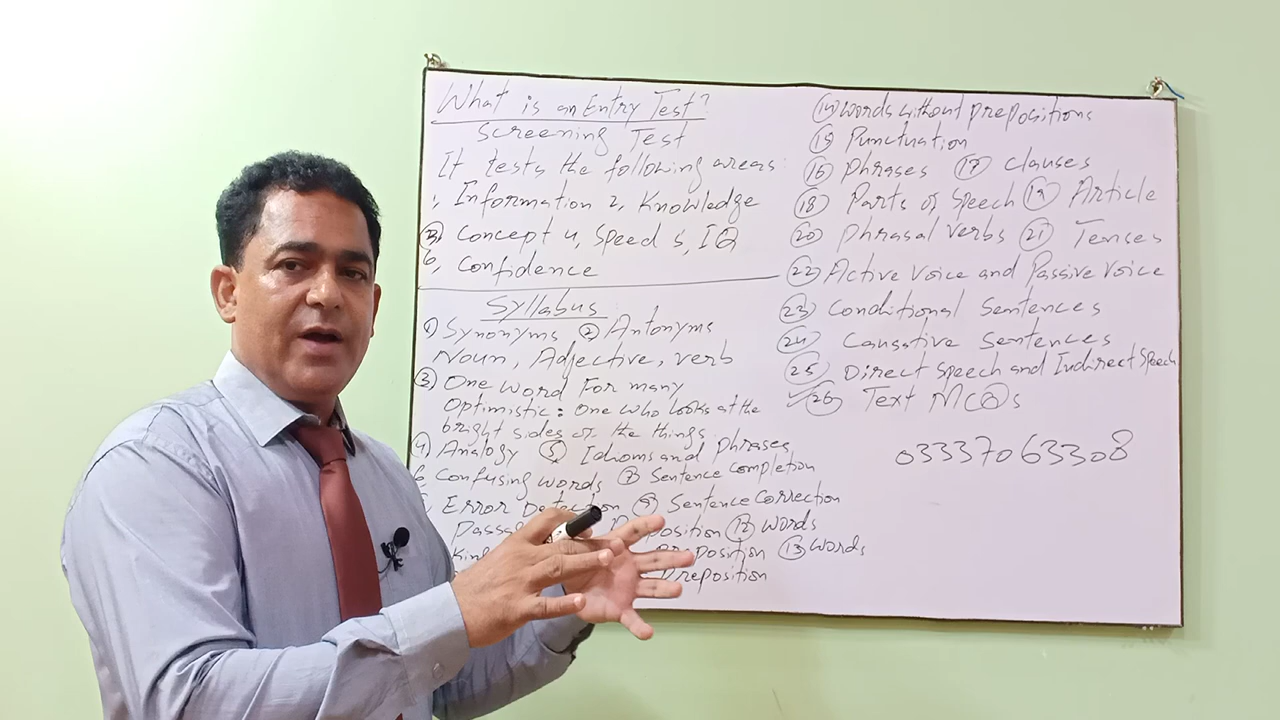 What is an Entry Test?
Screening Test
It tests the following areas:
1, Information 2, Knowledge
3, Concept 4, Speed 5, IQ
6, Confidence
Syllabus
1) Synonyms 2) Antonyms
Noun, Adjective, verb
3) One word For many
Optimistic: One who looks at the
bright sides of the things
4) Analogy 5) Idioms and phrases
6, Confusing words 7) Sentence completion
Error Detection 9) Sentence Correction
Preposition 12) words
Preposition 13) words
Preposition
14) words without prepositions
15) Punctuation
16) Phrases 17) Clauses
18) Parts of Speech 19) Article
20) Phrasal verbs 21) Tenses
22) Active voice and Passive voice
23) Conditional Sentences
24) Causative Sentences
25) Direct Speech and Indirect Speech
26) Text MCQs
03337063308